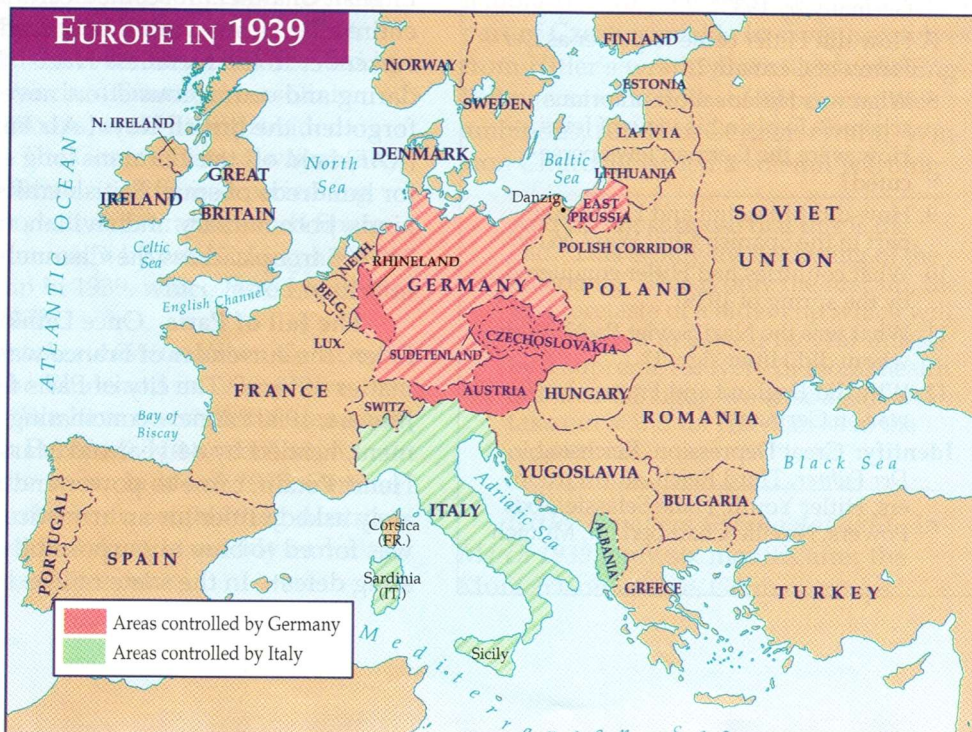 EUROPE IN 1939
NORWAY
FINLAND
SWEDEN
ESTONIA
N. IRELAND
LATVIA
North
Sea
DENMARK
Baltic
Sea
LITHUANIA
ATLANTIC OCEAN
IRELAND
GREAT
BRITAIN
Danzig
EAST
PRUSSIA
SOVIET
UNION
POLISH CORRIDOR
Celtic
Sea
NETH.
RHINELAND
GERMANY
POLAND
English Channel
BELG.
LUX.
SUDETENLAND
CZECHOSLOVAKIA
FRANCE
SWITZ.
AUSTRIA
HUNGARY
ROMANIA
Bay of
Biscay
YUGOSLAVIA
Black Sea
ITALY
Adriatic Sea
BULGARIA
PORTUGAL
SPAIN
Corsica
(FR.)
Sardinia
(IT.)
ALBANIA
GREECE
TURKEY
Areas controlled by Germany
Areas controlled by Italy
Sicily